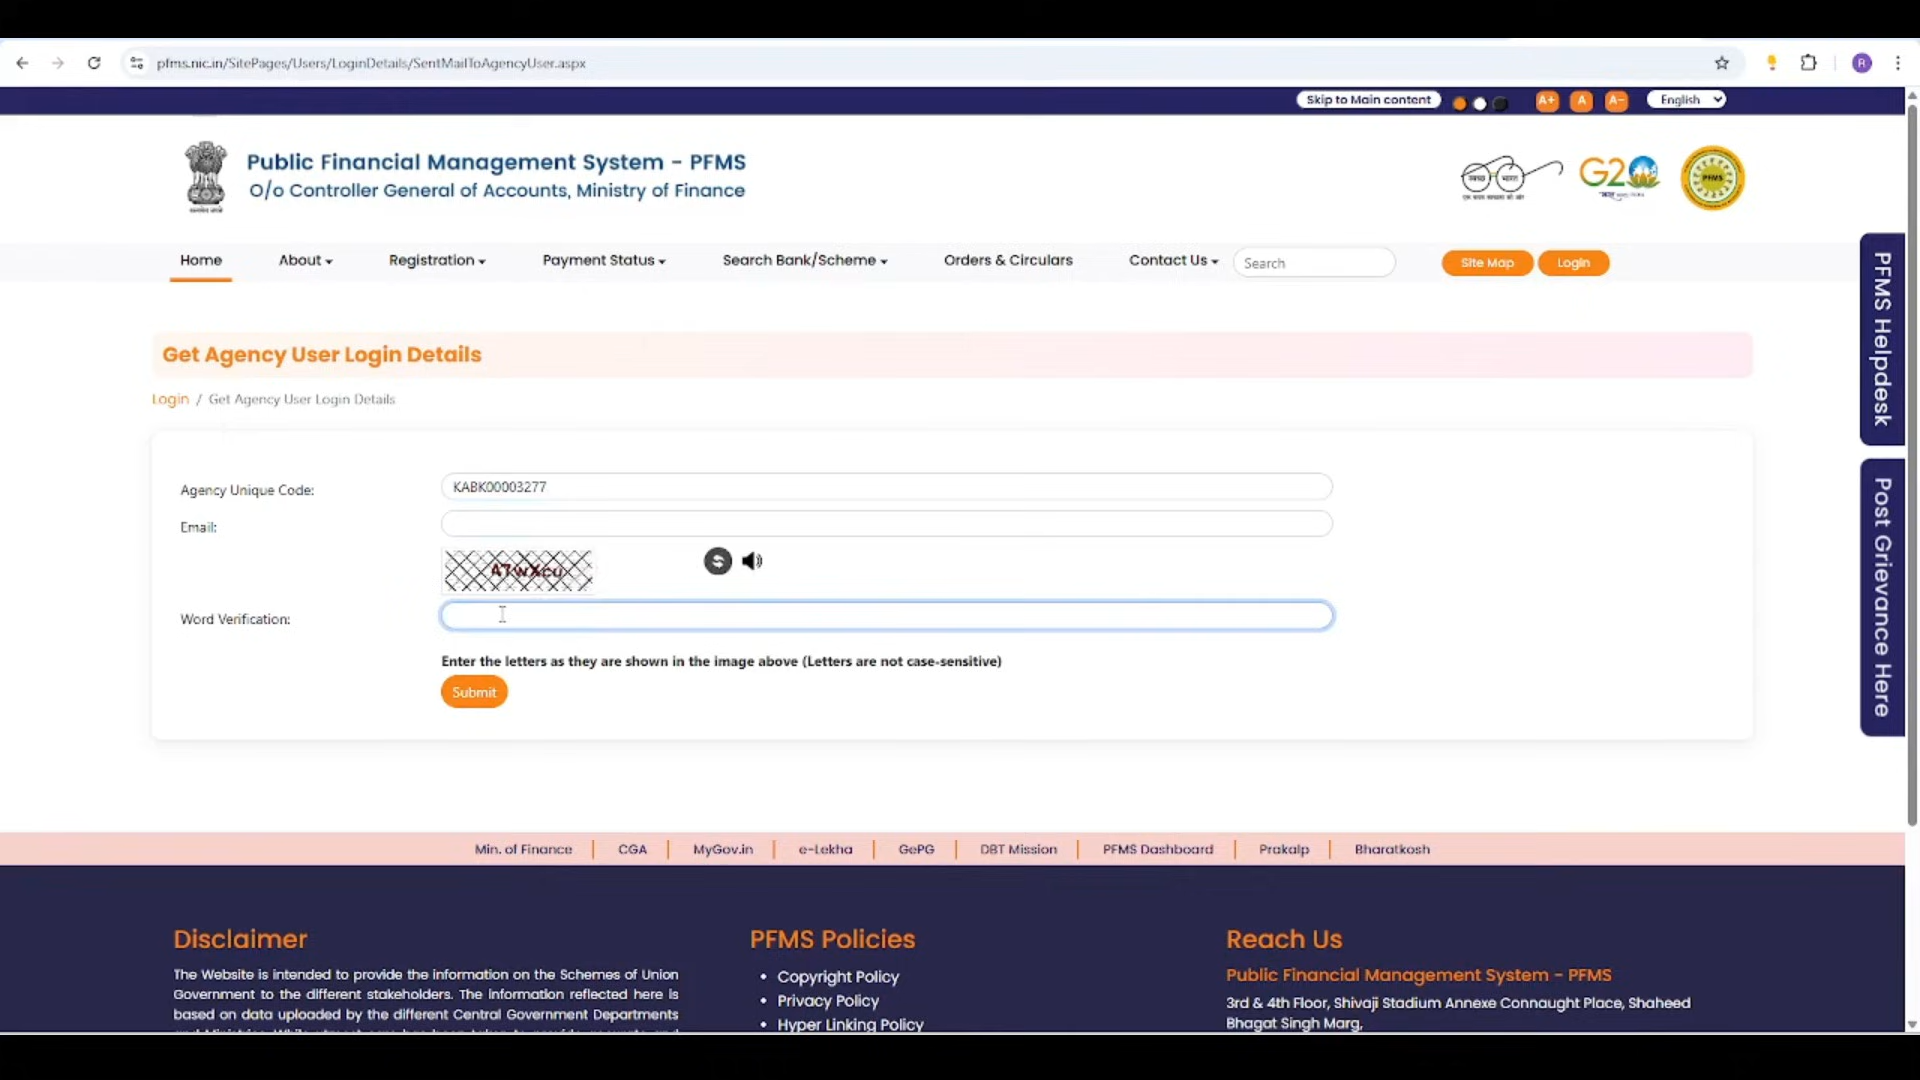 pfms.nic.in/SitePages/Users/LoginDetails/SentMailToAgencyUser.aspx
R
Skip to Main content
A+
A
A-
English
Public Financial Management System - PFMS
O/o Controller General of Accounts, Ministry of Finance
G20
PFMS
Home
About
Registration
Payment Status
Search Bank/Scheme
Orders & Circulars
Contact Us
Search
Site Map
Login
PFMS Helpdesk
Post Grievance Here
Get Agency User Login Details
Login / Get Agency User Login Details
Agency Unique Code:
KABK00003277
Email:
Word Verification:
Enter the letters as they are shown in the image above (Letters are not case-sensitive)
Submit
Min. of Finance
CGA
MyGov.in
e-Lekha
GePG
DBT Mission
PFMS Dashboard
Prakalp
Bharatkosh
Disclaimer
The Website is intended to provide the information on the Schemes of Union
Government to the different stakeholders. The information reflected here is
based on data uploaded by the different Central Government Departments
PFMS Policies
• Copyright Policy
• Privacy Policy
• Hyper Linking Policy
Reach Us
Public Financial Management System - PFMS
3rd & 4th Floor, Shivaji Stadium Annexe Connaught Place, Shaheed
Bhagat Singh Marg,